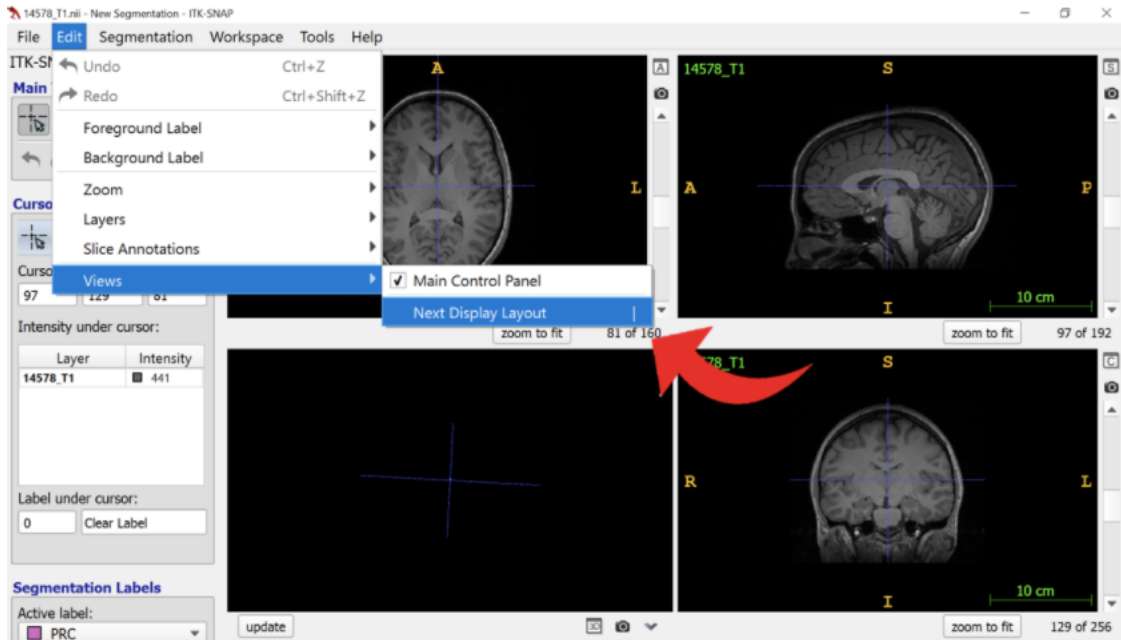 14578_T1.nii - New Segmentation - ITK-SNAP
File Edit Segmentation Workspace Tools Help
Main
Undo Ctrl+Z
Redo Ctrl+Shift+Z
Foreground Label
Background Label
Zoom
Layers
Slice Annotations
Views
Main Control Panel
Next Display Layout |
A
L
A
zoom to fit 81 of 160
14578_T1
S
A
P
I
10 cm
S
zoom to fit 97 of 192
97 129 81
Intensity under cursor:
Layer Intensity
14578_T1 441
Label under cursor:
0 Clear Label
Segmentation Labels
Active label:
PRC
update
3D
S
R
L
I
10 cm
C
zoom to fit 129 of 256